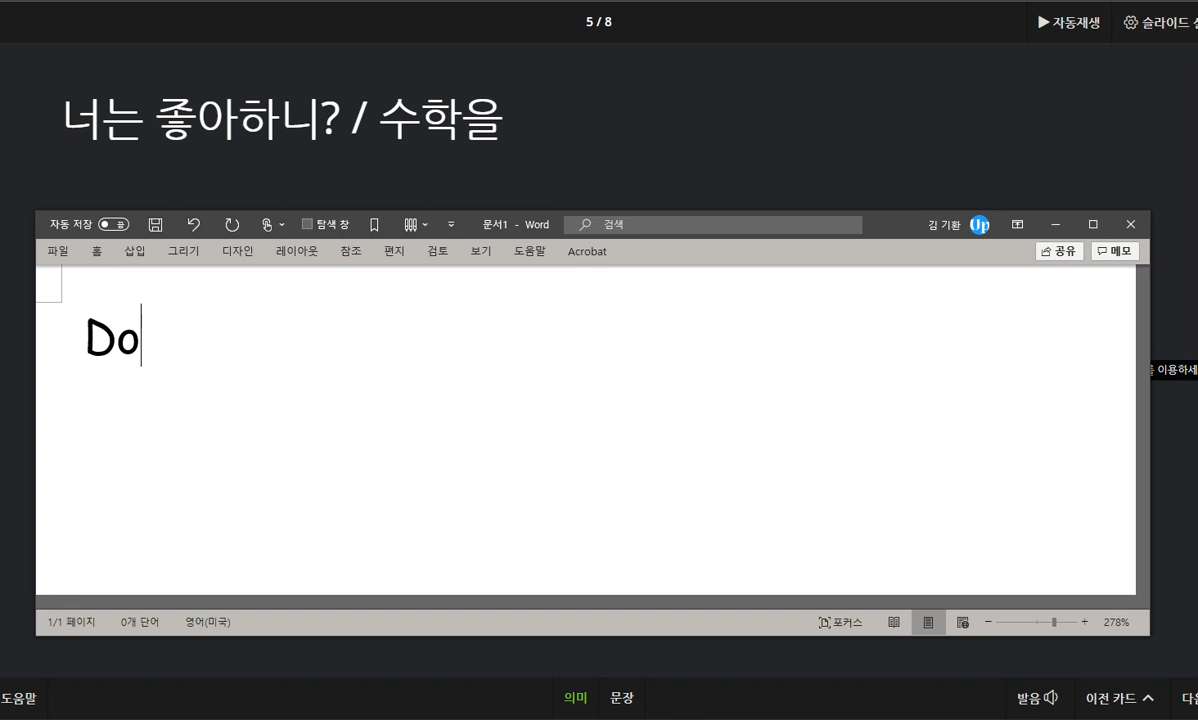 5 / 8
자동재생
슬라이드
너는 좋아하니? / 수학을
자동 저장 끔 탐색 창 문서1 - Word 검색 김 기환 Up
파일 홈 삽입 그리기 디자인 레이아웃 참조 편지 검토 보기 도움말 Acrobat 공유 메모
Do
이용하세
1/1 페이지 0개 단어 영어(미국) 포커스 278%
도움말 의미 문장 발음 이전 카드